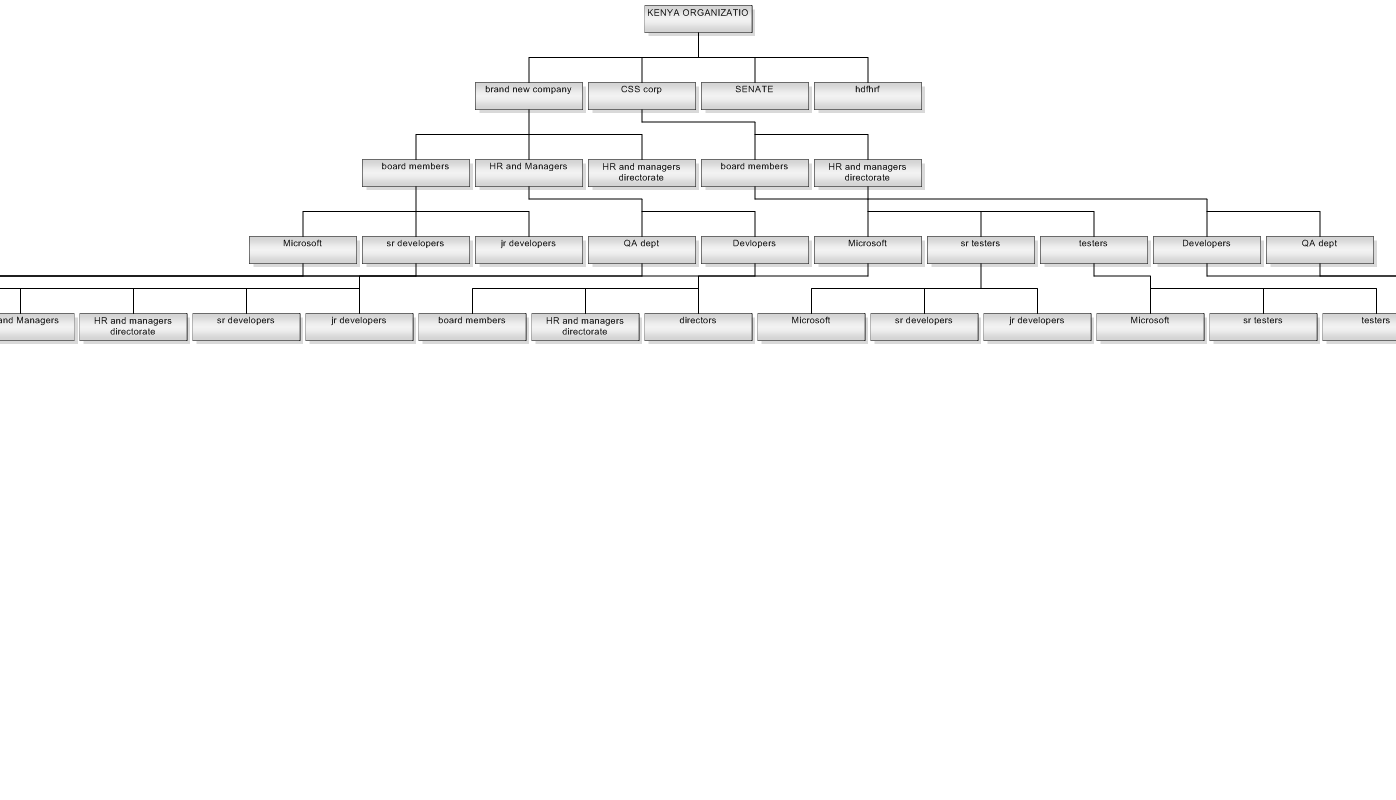 KENYA ORGANIZATIO
brand new company
CSS corp
SENATE
hdfhrf
board members
HR and Managers
HR and managers
directorate
board members
HR and managers
directorate
Microsoft
sr developers
jr developers
QA dept
Devlopers
Microsoft
sr testers
testers
Developers
QA dept
and Managers
HR and managers
directorate
sr developers
jr developers
board members
HR and managers
directorate
directors
Microsoft
sr developers
jr developers
Microsoft
sr testers
testers